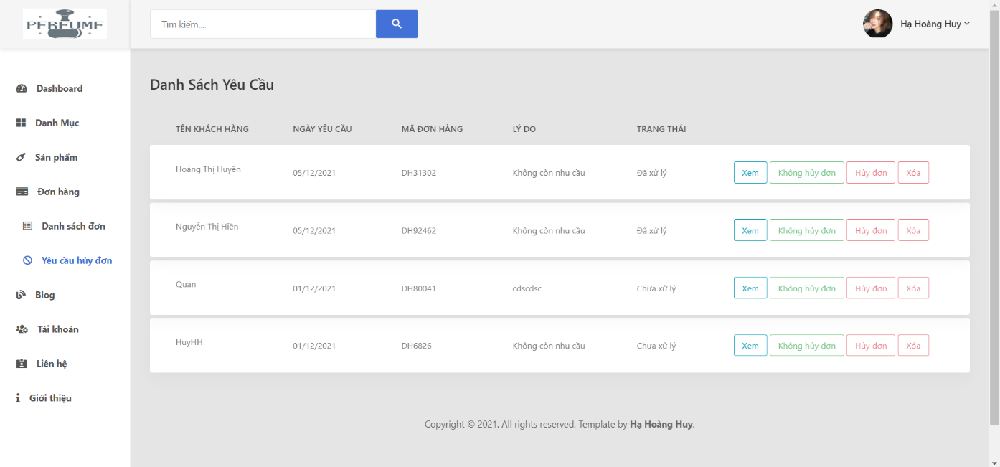 PERFUME
Tìm kiếm....
Hạ Hoàng Huy
Dashboard
Danh Mục
Sản phẩm
Đơn hàng
Danh sách đơn
Yêu cầu hủy đơn
Blog
Tài khoản
Liên hệ
Giới thiệu
Danh Sách Yêu Cầu
TÊN KHÁCH HÀNG NGÀY YÊU CẦU MÃ ĐƠN HÀNG LÝ DO TRẠNG THÁI
Hoàng Thị Huyền 05/12/2021 DH31302 Không còn nhu cầu Đã xử lý Xem Không hủy đơn Hủy đơn Xóa
Nguyễn Thị Hiền 05/12/2021 DH92462 Không còn nhu cầu Đã xử lý Xem Không hủy đơn Hủy đơn Xóa
Quan 01/12/2021 DH80041 cdscdsc Chưa xử lý Xem Không hủy đơn Hủy đơn Xóa
HuyHH 01/12/2021 DH6826 Không còn nhu cầu Chưa xử lý Xem Không hủy đơn Hủy đơn Xóa
Copyright © 2021. All rights reserved. Template by Hạ Hoàng Huy.